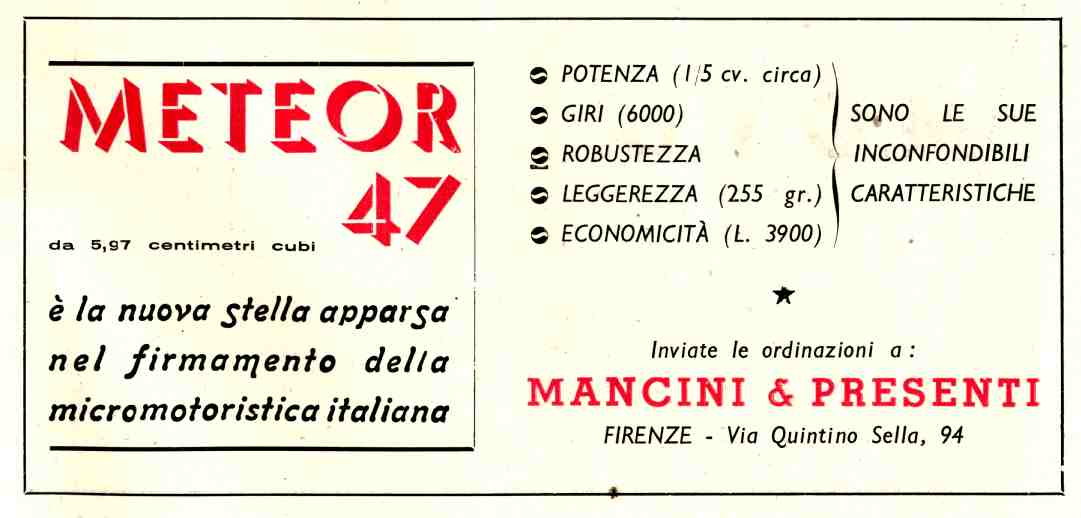 METEOR
47
da 5,97 centimetri cubi
è la nuova stella apparsa
nel firmamento della
micromotoristica italiana
POTENZA (1/5 cv. circa)
GIRI (6000)
ROBUSTEZZA
LEGGEREZZA (255 gr.)
ECONOMICITÀ (L. 3900)
SONO LE SUE
INCONFONDIBILI
CARATTERISTICHE
Inviate le ordinazioni a :
MANCINI & PRESENTI
FIRENZE - Via Quintino Sella, 94